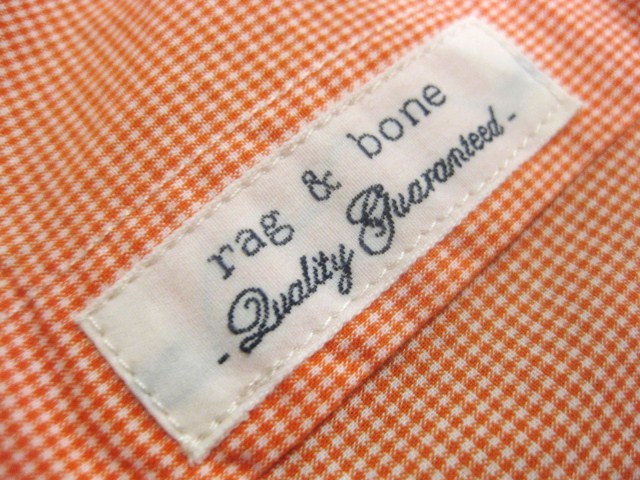 rag & bone
- Quality Guaranteed -